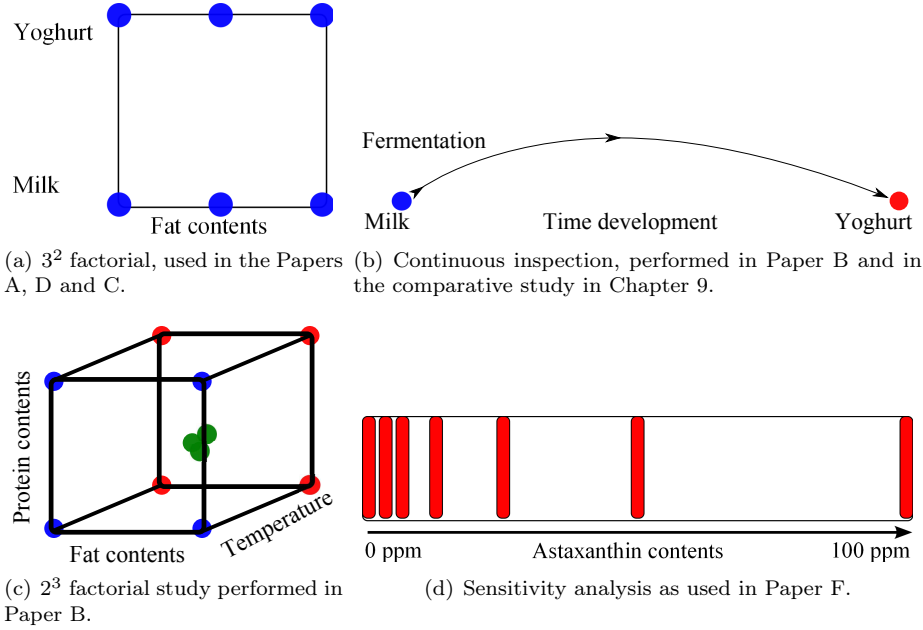 Yoghurt
Milk
Fat contents
(a) 3² factorial, used in the Papers
A, D and C.
Fermentation
Milk
Time development
Yoghurt
(b) Continuous inspection, performed in Paper B and in
the comparative study in Chapter 9.
Protein contents
Fat contents
Temperature
(c) 2³ factorial study performed in
Paper B.
0 ppm
Astaxanthin contents
100 ppm
(d) Sensitivity analysis as used in Paper F.